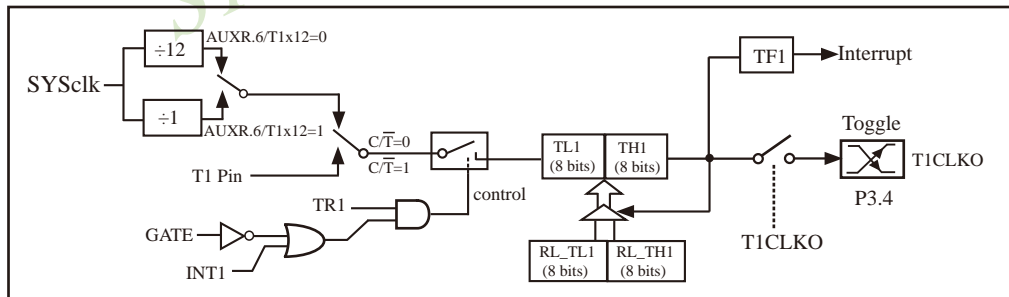 ÷12
AUXR.6/T1x12=0
SYSclk
÷1
AUXR.6/T1x12=1
T1 Pin
C/T̅=0
C/T̅=1
control
TR1
GATE
INT1
TL1
(8 bits)
TH1
(8 bits)
RL_TL1
(8 bits)
RL_TH1
(8 bits)
TF1
Interrupt
Toggle
T1CLKO
P3.4
T1CLKO